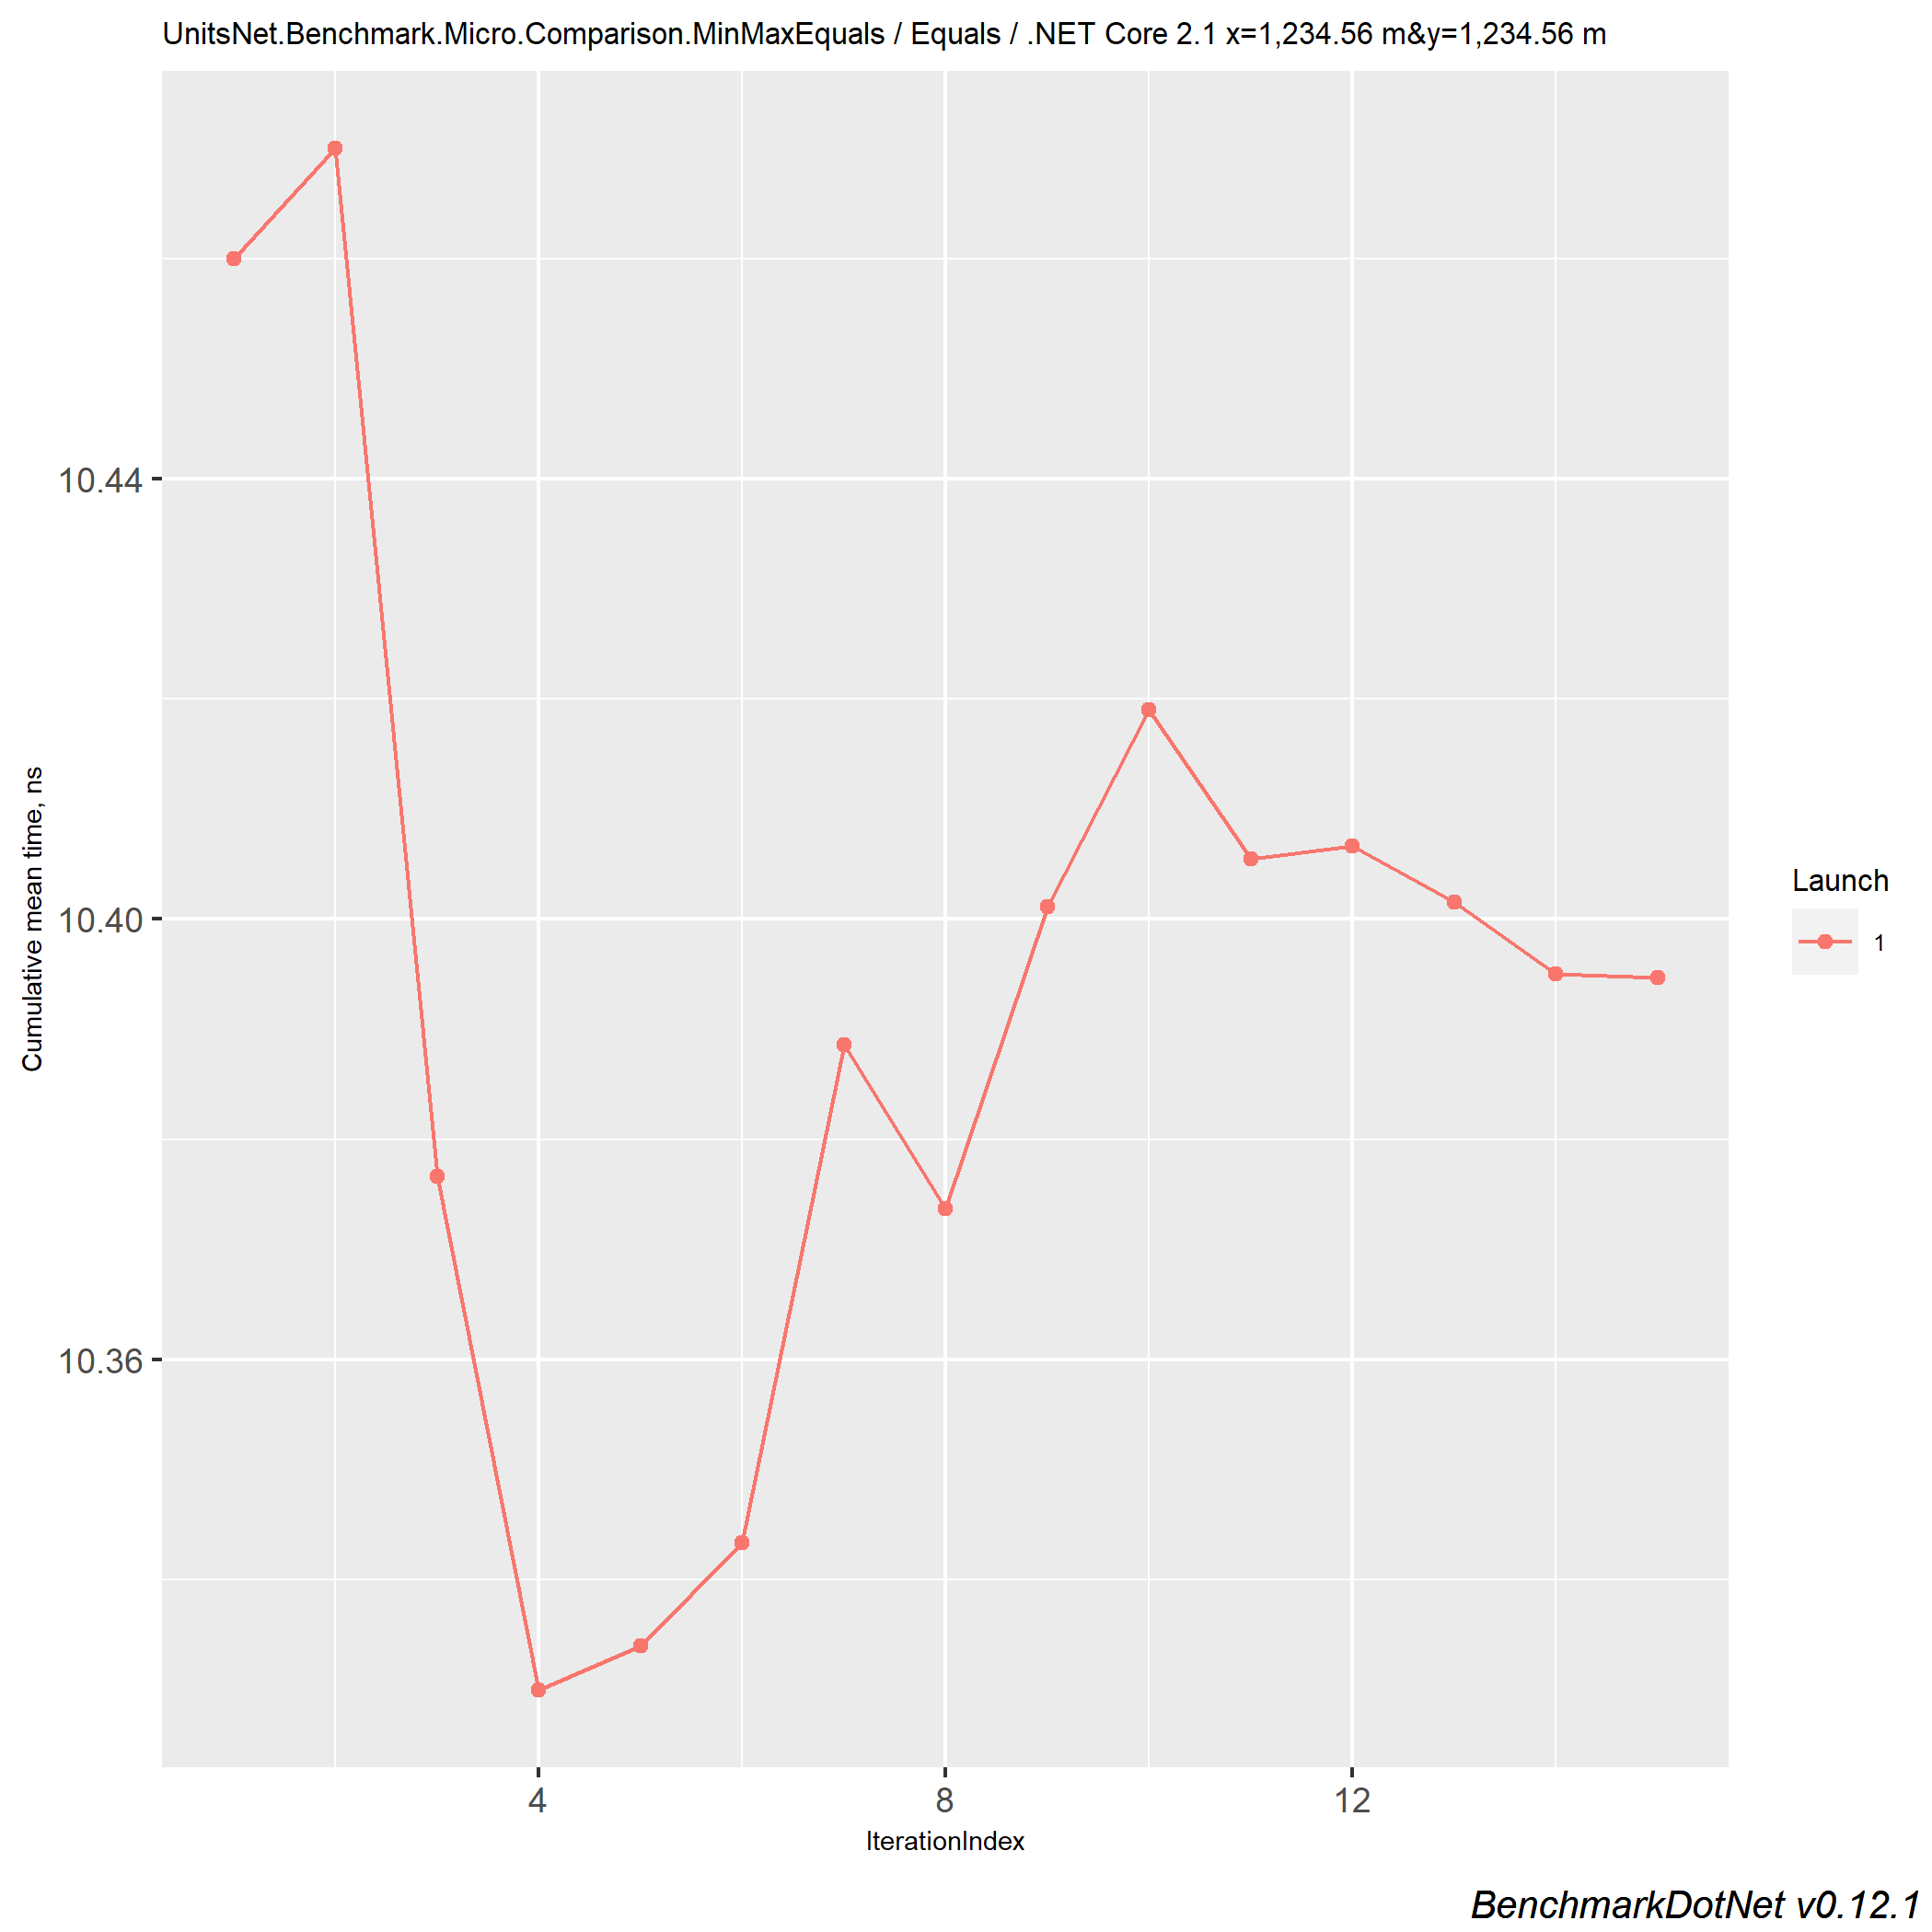 UnitsNet.Benchmark.Micro.Comparison.MinMaxEquals / Equals / .NET Core 2.1 x=1,234.56 m&y=1,234.56 m
10.44
10.40
10.36
Cumulative mean time, ns
4 8 12
IterationIndex
Launch
1
BenchmarkDotNet v0.12.1